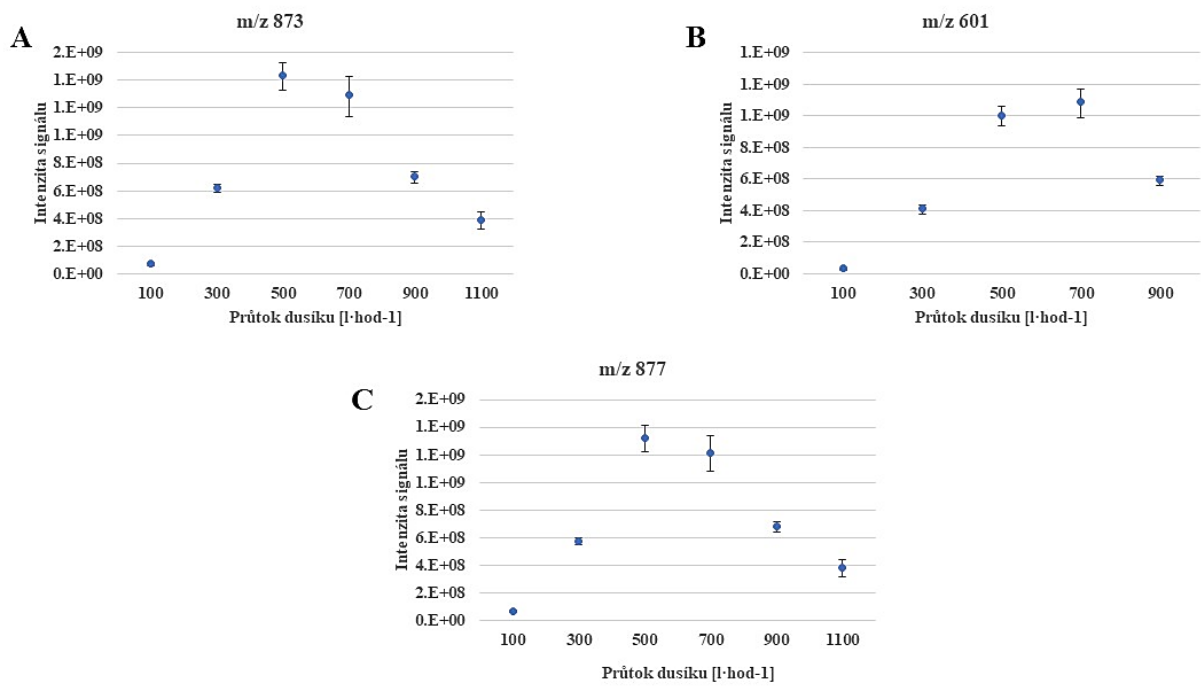 A
m/z 873
2.E+09
1.E+09
1.E+09
1.E+09
8.E+08
6.E+08
4.E+08
2.E+08
0.E+00
Intenzita signálu
100 300 500 700 900 1100
Průtok dusíku [l·hod-1]
B
m/z 601
1.E+09
1.E+09
1.E+09
8.E+08
6.E+08
4.E+08
2.E+08
0.E+00
Intenzita signálu
100 300 500 700 900
Průtok dusíku [l·hod-1]
C
m/z 877
2.E+09
1.E+09
1.E+09
1.E+09
8.E+08
6.E+08
4.E+08
2.E+08
0.E+00
Intenzita signálu
100 300 500 700 900 1100
Průtok dusíku [l·hod-1]